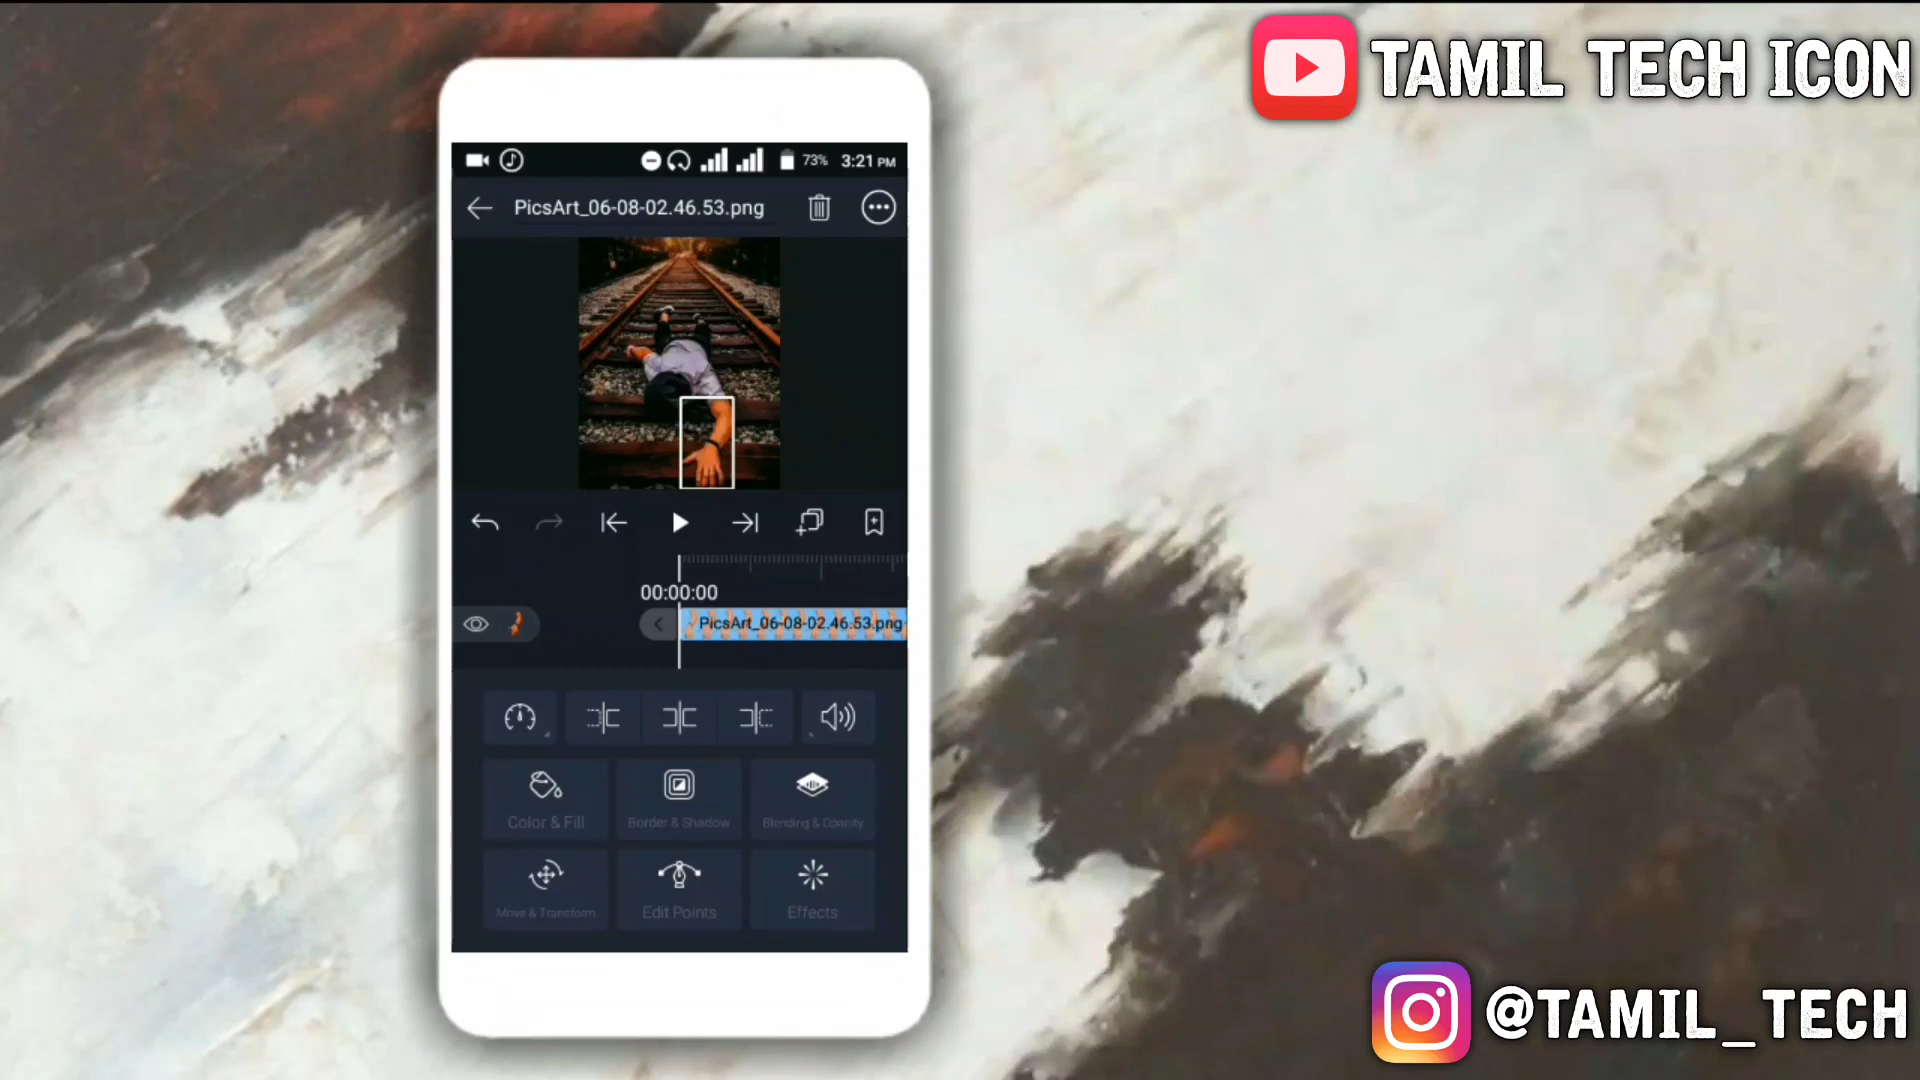 TAMIL TECH ICON
73% 3:21 PM
PicsArt_06-08-02.46.53.png
00:00:00
PicsArt_06-08-02.46.53.png
Color & Fill
Border & Shadow
Blending & Opacity
Move & Transform
Edit Points
Effects
@TAMIL_TECH